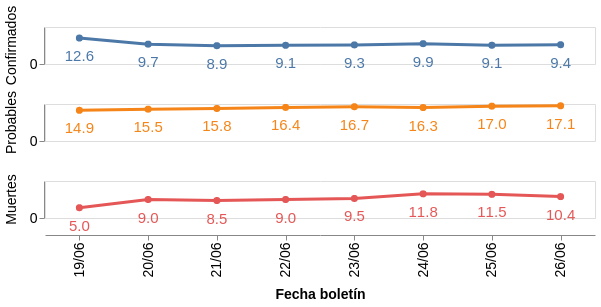 Confirmados
0
12.6 9.7 8.9 9.1 9.3 9.9 9.1 9.4
Probables
0
14.9 15.5 15.8 16.4 16.7 16.3 17.0 17.1
Muertes
0
5.0 9.0 8.5 9.0 9.5 11.8 11.5 10.4
19/06 20/06 21/06 22/06 23/06 24/06 25/06 26/06
Fecha boletín